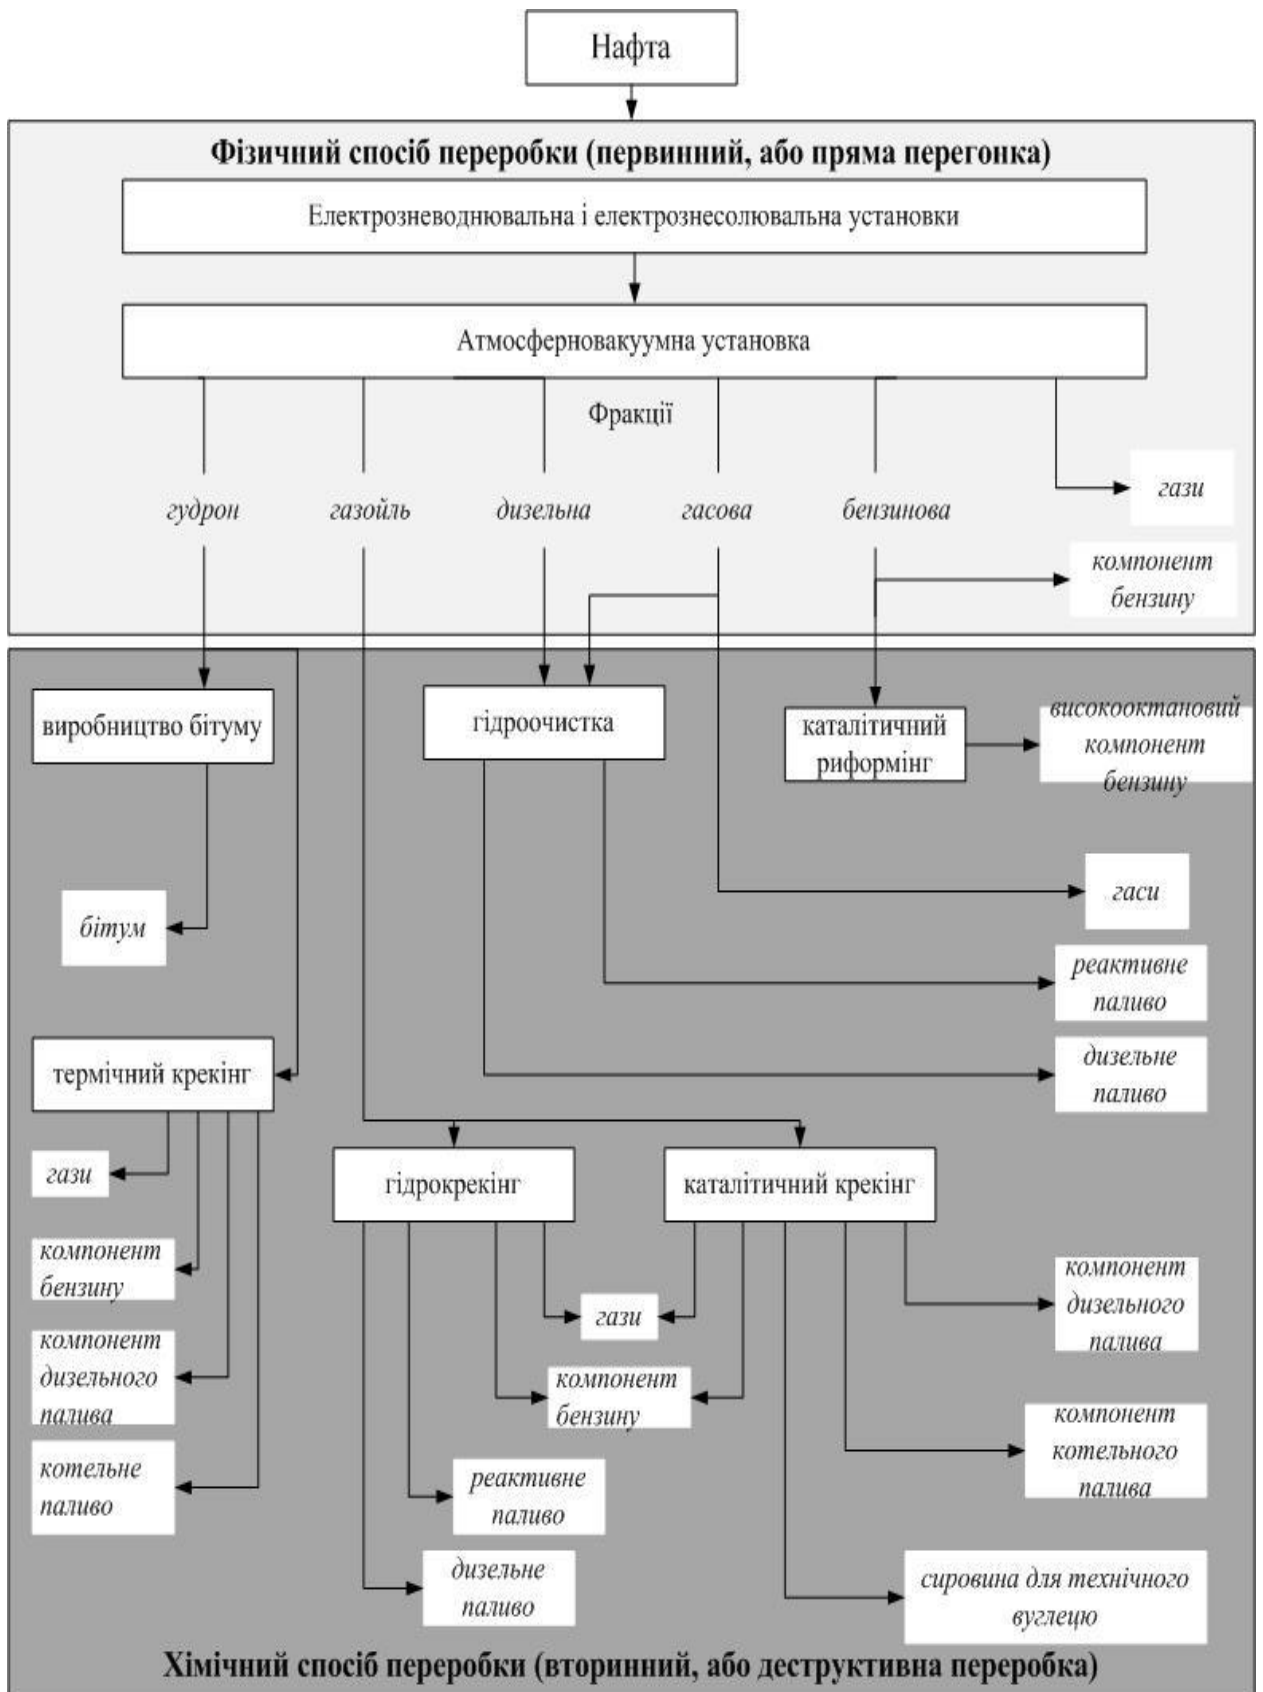 Нафта
Фізичний спосіб переробки (первинний, або пряма перегонка)
Електрозневоднювальна і електрознесолювальна установки
Атмосферновакуумна установка
Фракції
гудрон
газойль
дизельна
гасова
бензинова
гази
компонент
бензину
виробництво бітуму
гідроочистка
каталітичний
риформінг
високооктановий
компонент
бензину
бітум
гаси
реактивне
паливо
дизельне
паливо
термічний крекінг
гідрокрекінг
каталітичний крекінг
гази
компонент
бензину
компонент
дизельного
палива
котельне
паливо
гази
компонент
бензину
реактивне
паливо
дизельне
паливо
компонент
дизельного
палива
компонент
котельного
палива
сировина для технічного
вуглецю
Хімічний спосіб переробки (вторинний, або деструктивна переробка)